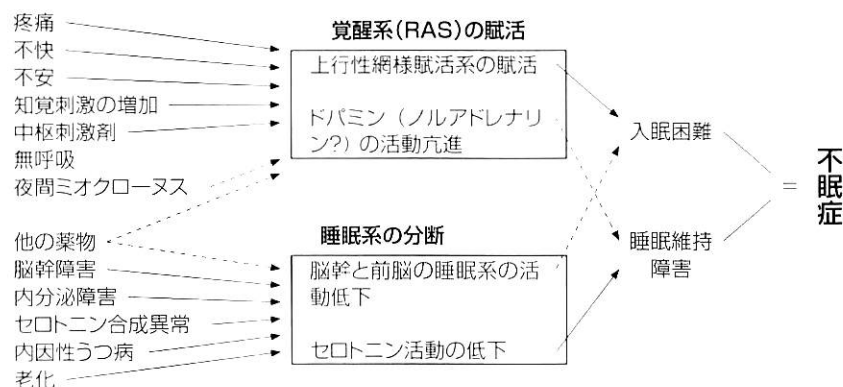 疼痛
不快
不安
知覚刺激の増加
中枢刺激剤
無呼吸
夜間ミオクローヌス
他の薬物
脳幹障害
内分泌障害
セロトニン合成異常
内因性うつ病
老化
覚醒系(RAS)の賦活
上行性網様賦活系の賦活
ドパミン(ノルアドレナリ
ン?)の活動亢進
睡眠系の分断
脳幹と前脳の睡眠系の活
動低下
セロトニン活動の低下
入眠困難
睡眠維持
障害
=
不眠症